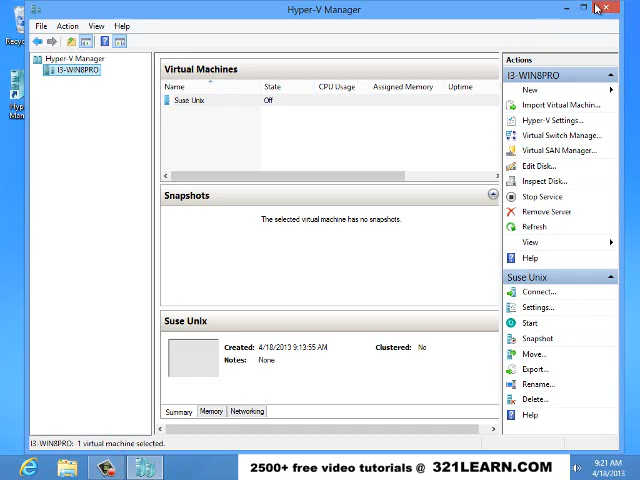 Hyper-V Manager
File Action View Help
Hyper-V Manager
I3-WIN8PRO
Virtual Machines
Name State CPU Usage Assigned Memory Uptime
Suse Unix Off
Snapshots
The selected virtual machine has no snapshots.
Suse Unix
Created: 4/18/2013 9:13:55 AM Clustered: No
Notes: None
Summary Memory Networking
Actions
I3-WIN8PRO
New
Import Virtual Machin...
Hyper-V Settings...
Virtual Switch Manage...
Virtual SAN Manager...
Edit Disk...
Inspect Disk...
Stop Service
Remove Server
Refresh
View
Help
Suse Unix
Connect...
Settings...
Start
Snapshot
Move...
Export...
Rename...
Delete...
Help
I3-WIN8PRO: 1 virtual machine selected.
2500+ free video tutorials @ 321LEARN.COM
9:21 AM
4/18/2013